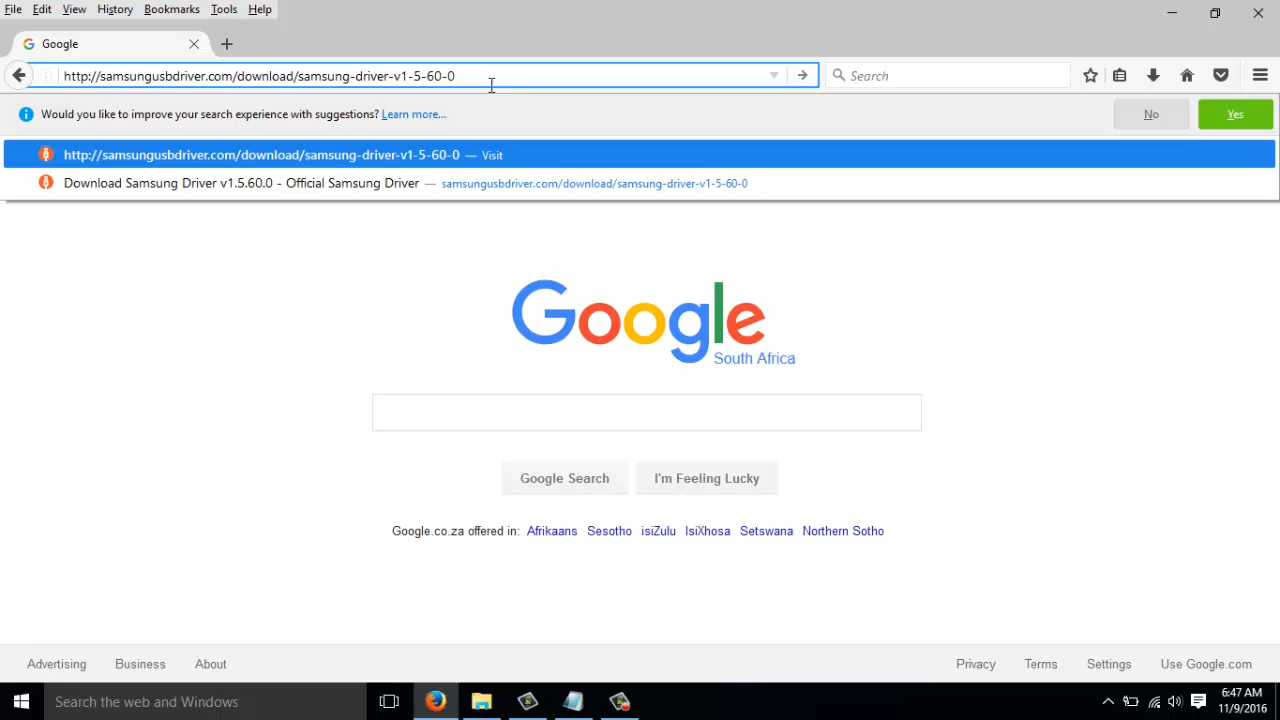 File Edit View History Bookmarks Tools Help
Google
http://samsungusbdriver.com/download/samsung-driver-v1-5-60-0
Search
Would you like to improve your search experience with suggestions? Learn more...
No
Yes
http://samsungusbdriver.com/download/samsung-driver-v1-5-60-0 — Visit
Download Samsung Driver v1.5.60.0 - Official Samsung Driver — samsungusbdriver.com/download/samsung-driver-v1-5-60-0
Google
South Africa
Google Search
I'm Feeling Lucky
Google.co.za offered in: Afrikaans Sesotho isiZulu IsiXhosa Setswana Northern Sotho
Advertising Business About Privacy Terms Settings Use Google.com
Search the web and Windows
6:47 AM
11/9/2016